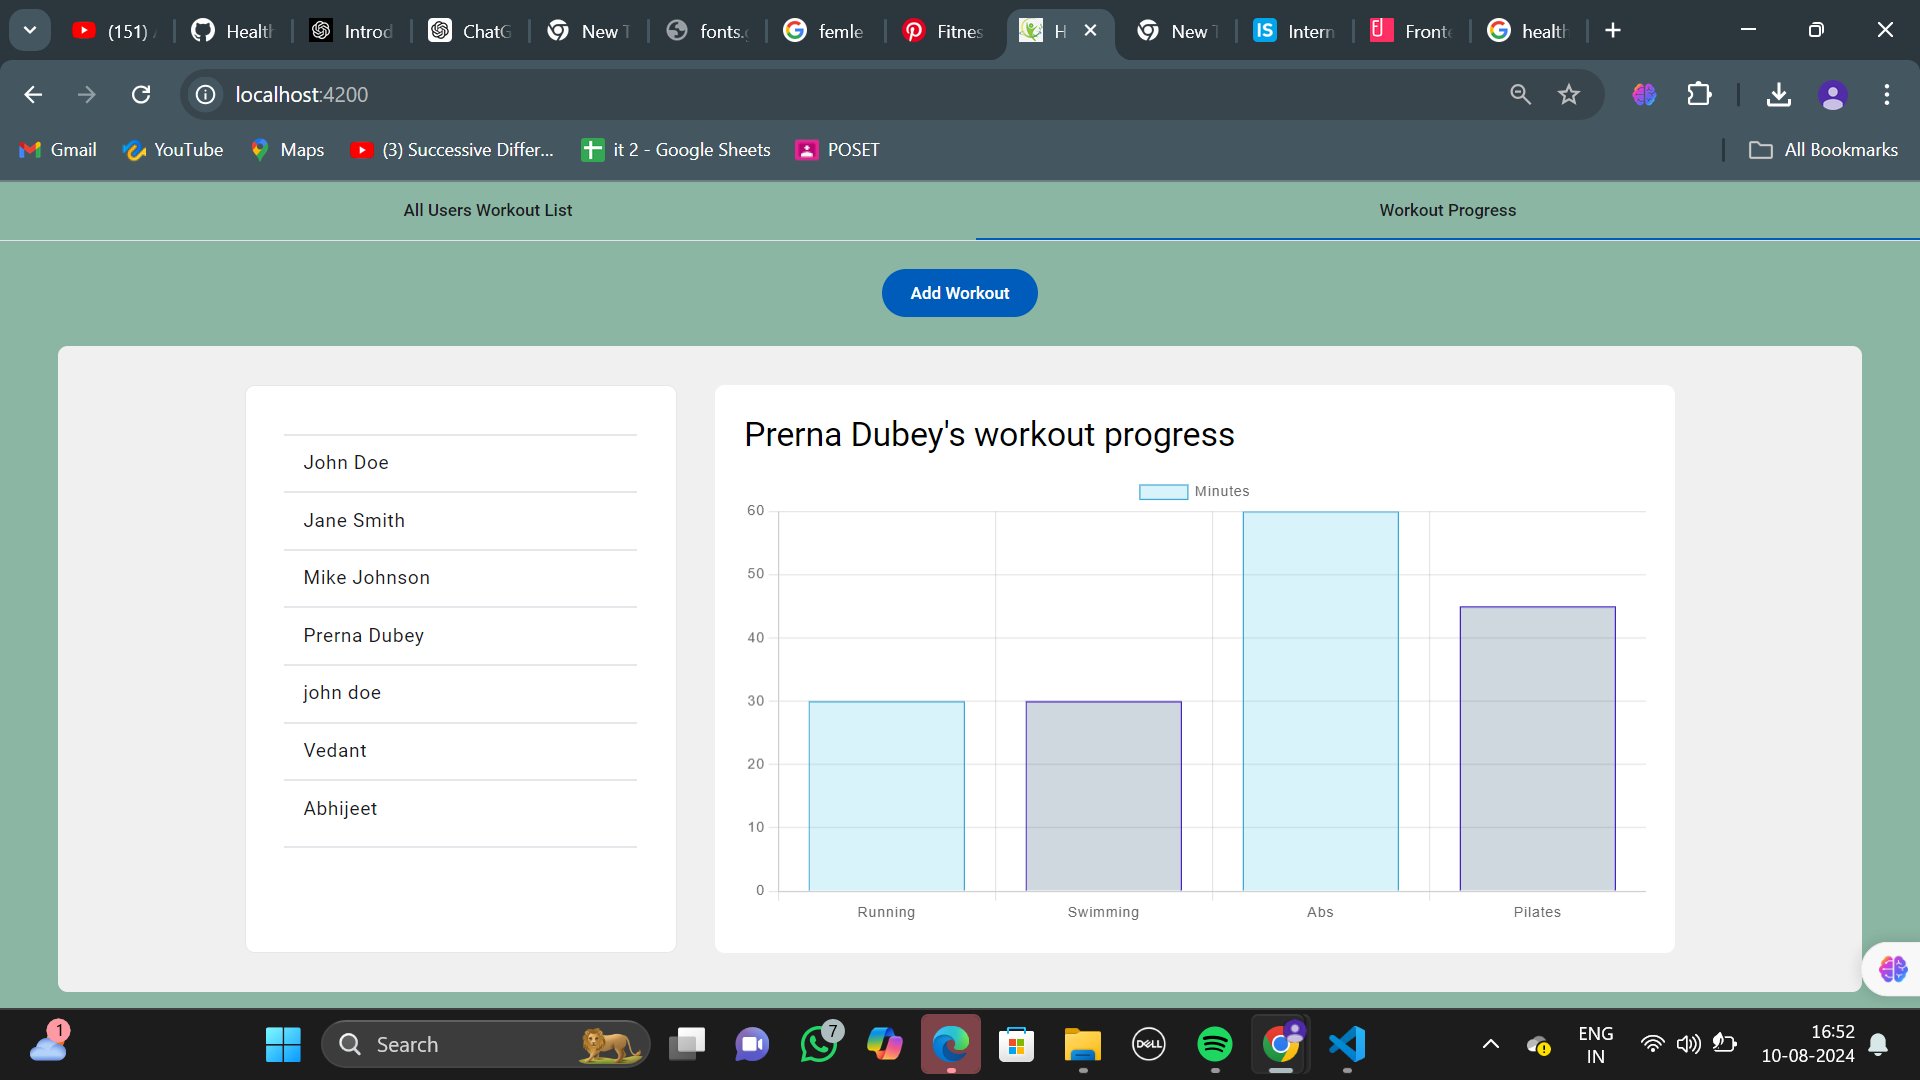 (151)
Health
Introd
ChatG
New T
fonts.g
femle
Fitnes
H
New T
Intern
Fronte
health
localhost:4200
Gmail
YouTube
Maps
(3) Successive Differ...
it 2 - Google Sheets
POSET
All Bookmarks
All Users Workout List
Workout Progress
Add Workout
John Doe
Jane Smith
Mike Johnson
Prerna Dubey
john doe
Vedant
Abhijeet
Prerna Dubey's workout progress
Minutes
60
50
40
30
20
10
0
Running
Swimming
Abs
Pilates
1
Search
7
DELL
ENG
IN
16:52
10-08-2024